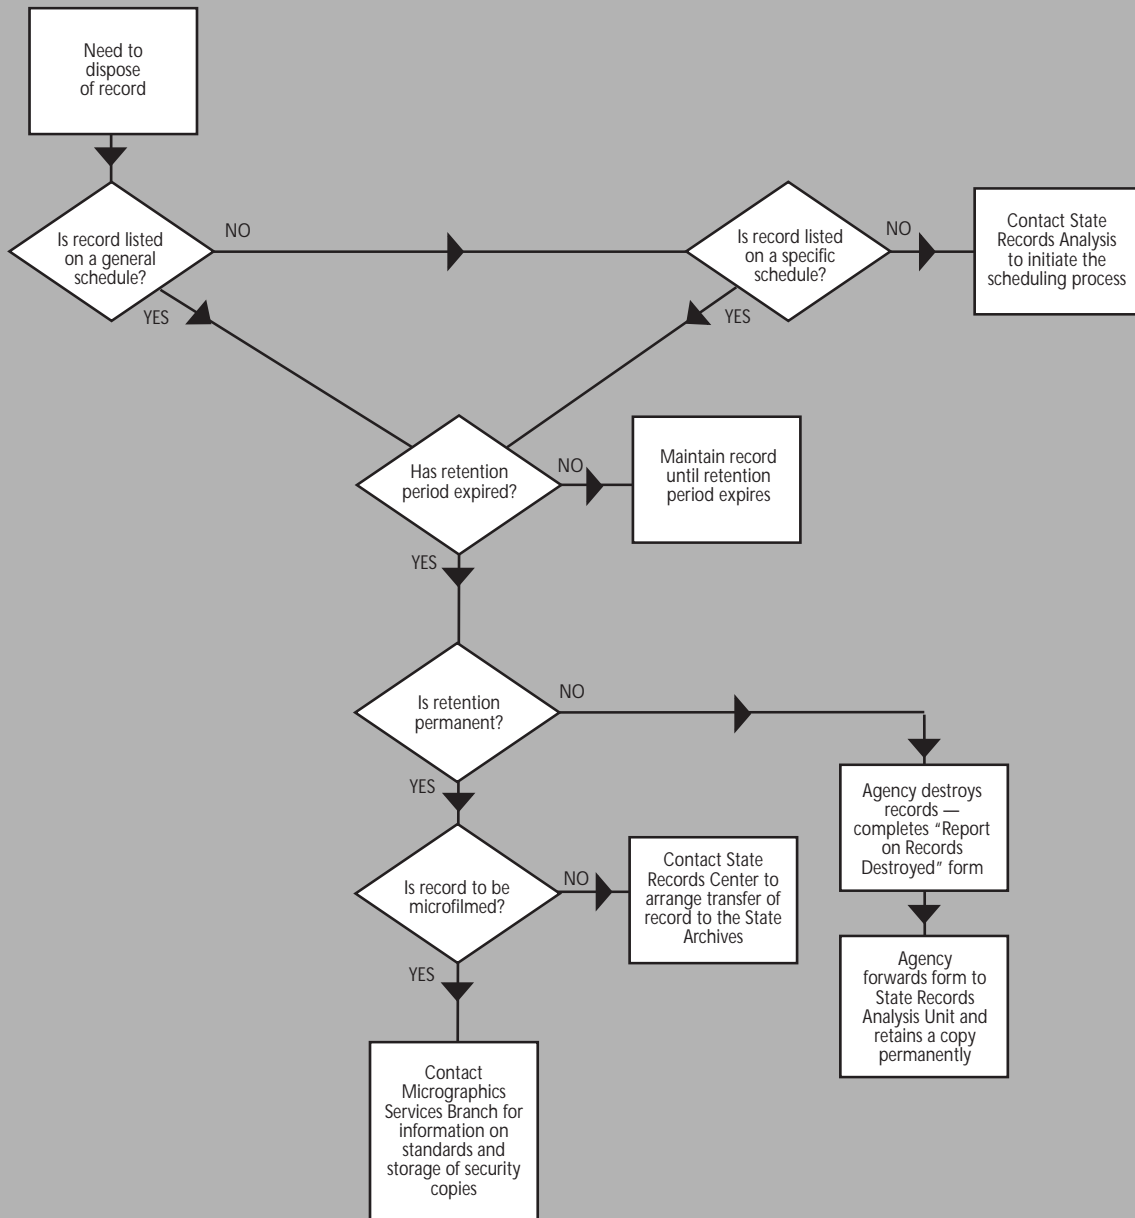 Need to
dispose
of record
Is record listed
on a general
schedule?
NO
Is record listed
on a specific
schedule?
NO
Contact State
Records Analysis
to initiate the
scheduling process
YES
YES
Has retention
period expired?
NO
Maintain record
until retention
period expires
YES
Is retention
permanent?
NO
YES
Agency destroys
records —
completes “Report
on Records
Destroyed” form
Is record to be
microfilmed?
NO
Contact State
Records Center to
arrange transfer of
record to the State
Archives
Agency
forwards form to
State Records
Analysis Unit and
retains a copy
permanently
YES
Contact
Micrographics
Services Branch for
information on
standards and
storage of security
copies